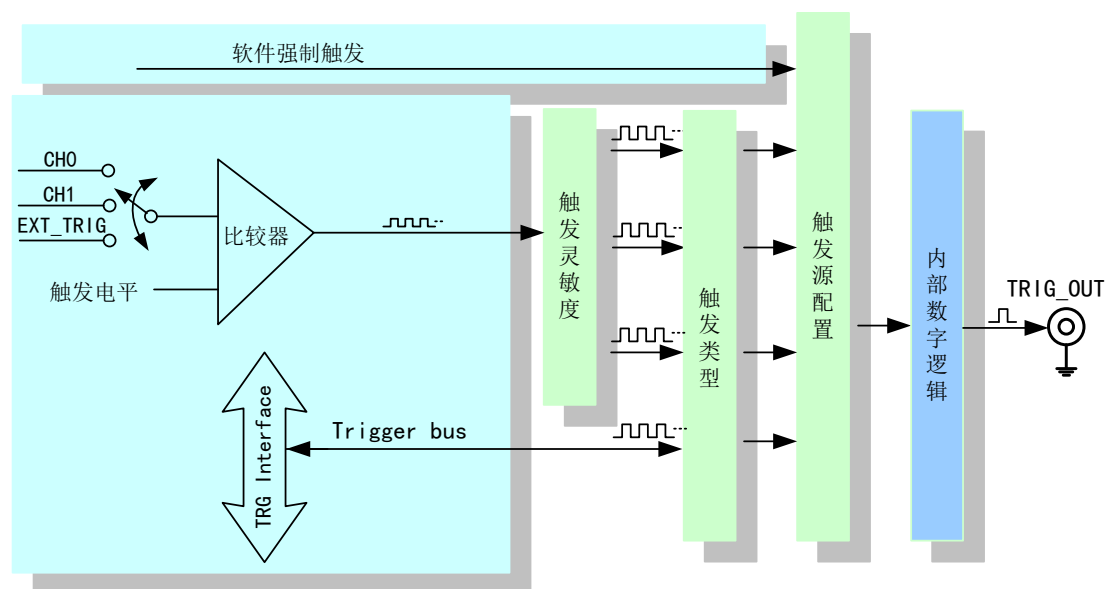 软件强制触发
CH0
CH1
EXT_TRIG
比较器
触发电平
TRG Interface
Trigger bus
触发灵敏度
触发类型
触发源配置
内部数字逻辑
TRIG_OUT